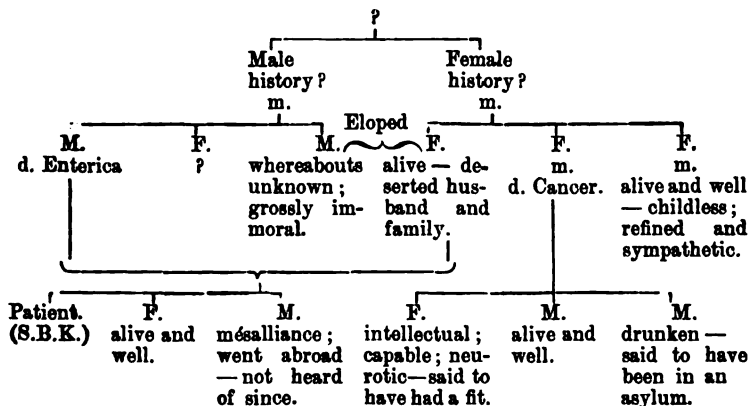 ?
Male Female
history? history?
m. m.
Eloped
M. F. M. F. F. F.
d. Enterica ? whereabouts alive — de- m. m.
unknown; serted hus- d. Cancer. alive and well
grossly im- band and — childless;
moral. family. refined and
sympathetic.
Patient. F. M. F. M. M.
(S.B.K.) alive and mésalliance; intellectual; alive and drunken —
well. went abroad capable; neu- well. said to have
— not heard rotic—said to been in an
of since. have had a fit. asylum.